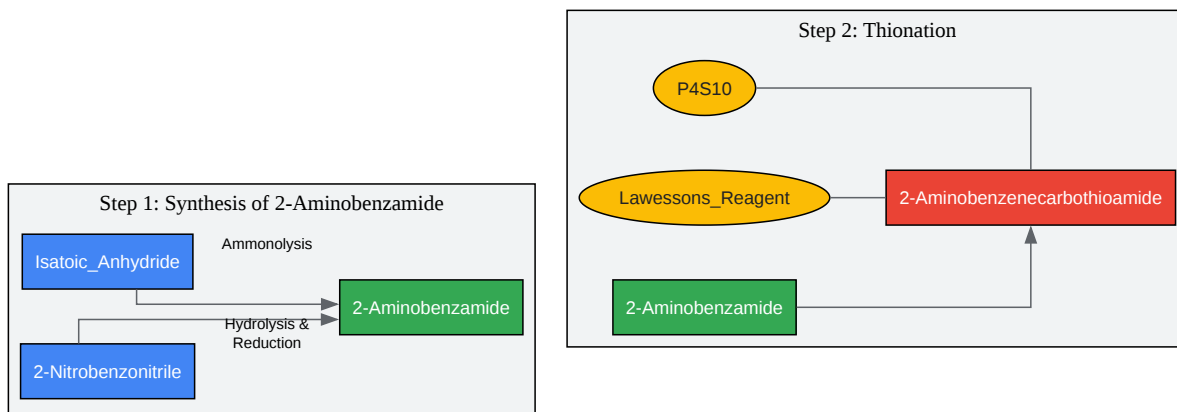 Step 1: Synthesis of 2-Aminobenzamide
Isatoic_Anhydride
Ammonolysis
2-Aminobenzamide
Hydrolysis &
Reduction
2-Nitrobenzonitrile
Step 2: Thionation
P4S10
Lawessons_Reagent
2-Aminobenzenecarbothioamide
2-Aminobenzamide